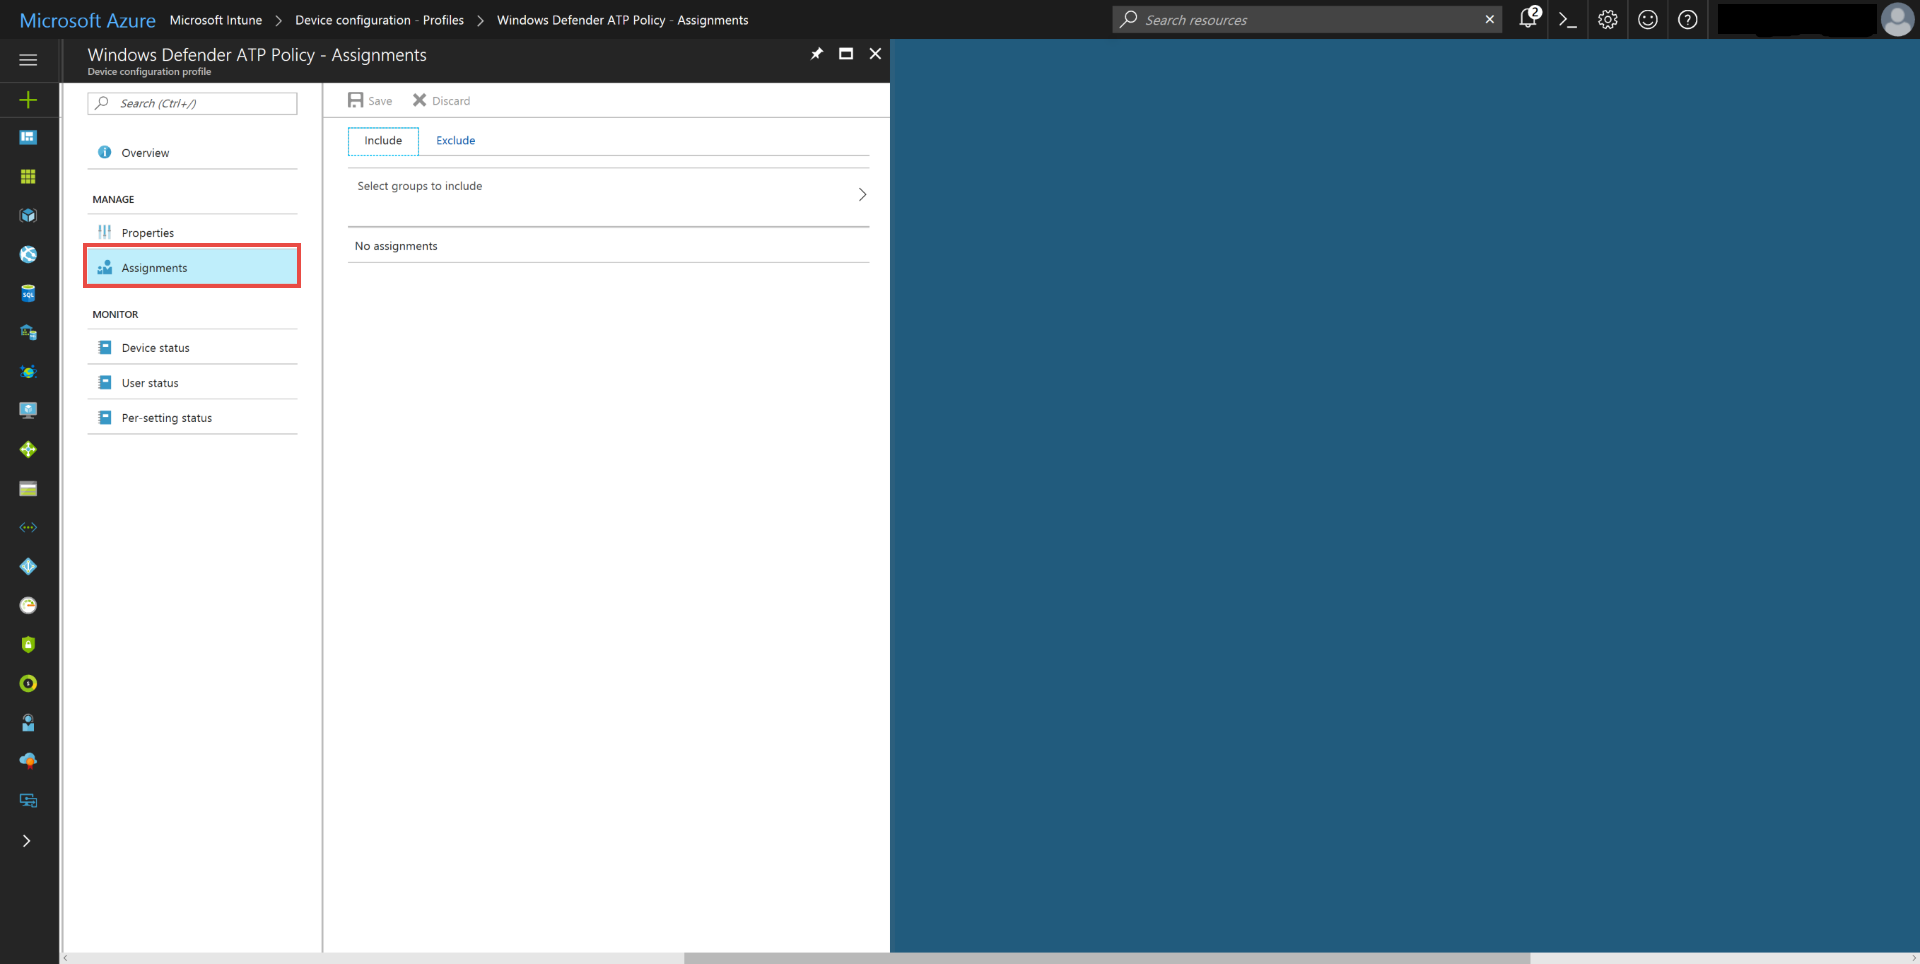 Microsoft Azure Microsoft Intune > Device configuration - Profiles > Windows Defender ATP Policy - Assignments
Search resources
2
Windows Defender ATP Policy - Assignments
Device configuration profile
Search (Ctrl+/)
Overview
MANAGE
Properties
Assignments
MONITOR
Device status
User status
Per-setting status
Save Discard
Include Exclude
Select groups to include
No assignments
SQL